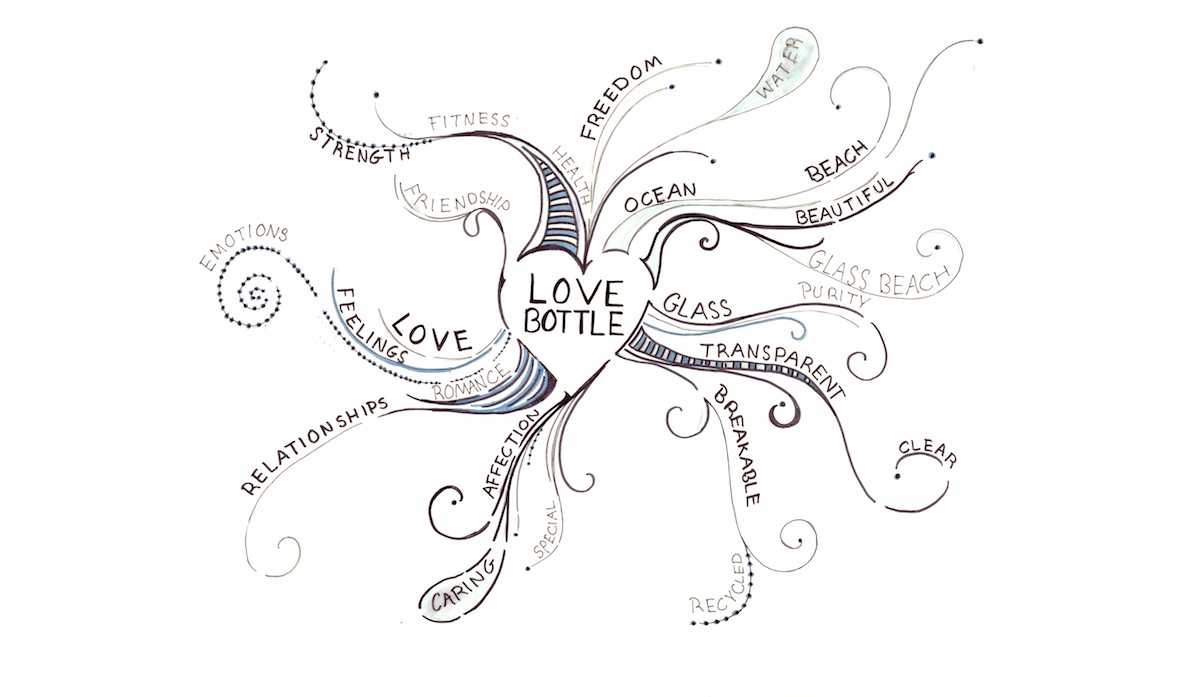 LOVE
BOTTLE
STRENGTH
FITNESS
HEALTH
FREEDOM
WATER
FRIENDSHIP
OCEAN
BEACH
BEAUTIFUL
GLASS BEACH
PURITY
GLASS
TRANSPARENT
CLEAR
BREAKABLE
RECYCLED
SPECIAL
AFFECTION
CARING
ROMANCE
RELATIONSHIPS
LOVE
FEELINGS
EMOTIONS